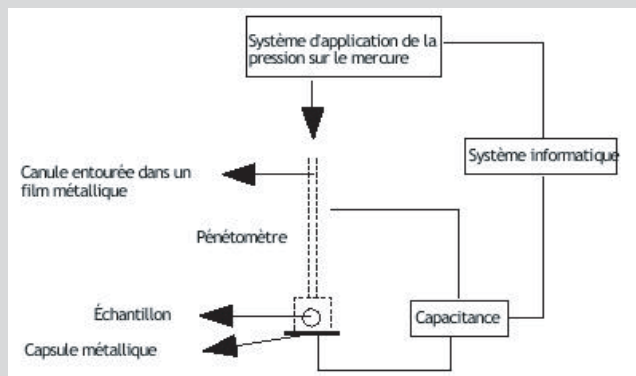 Système d'application de la
pression sur le mercure
Système informatique
Canule entourée dans un
film métallique
Pénétomètre
Échantillon
Capacitance
Capsule métallique